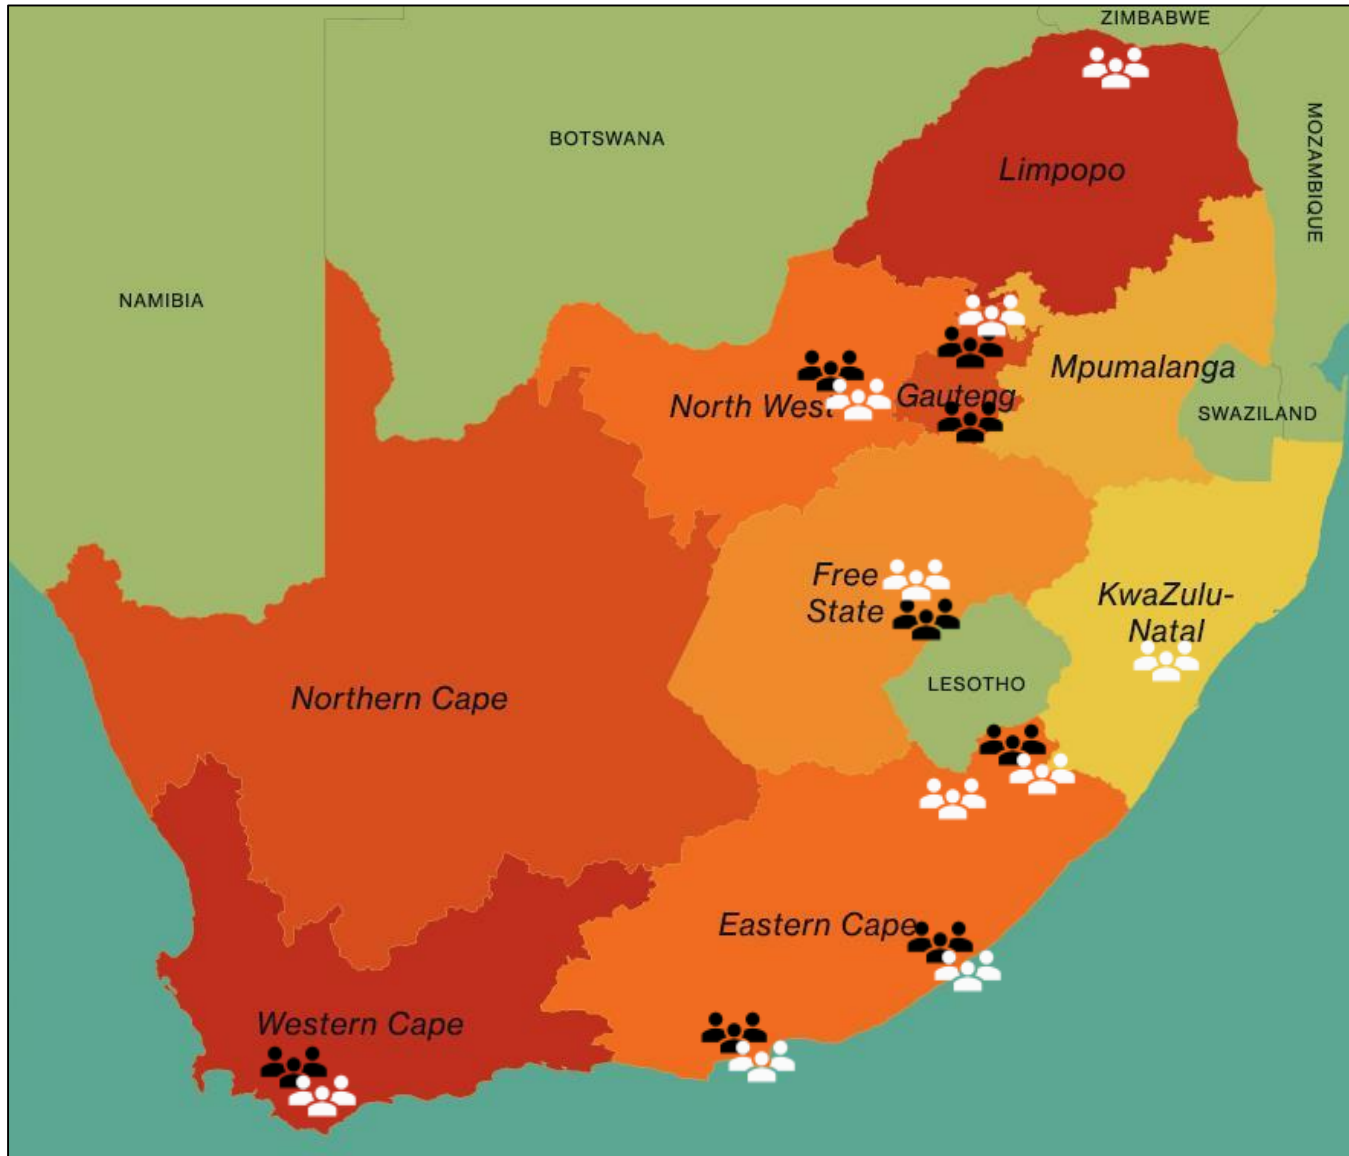 ZIMBABWE
BOTSWANA
MOZAMBIQUE
Limpopo
NAMIBIA
Mpumalanga
North West
Gauteng
SWAZILAND
Free
State
KwaZulu-
Natal
LESOTHO
Northern Cape
Eastern Cape
Western Cape